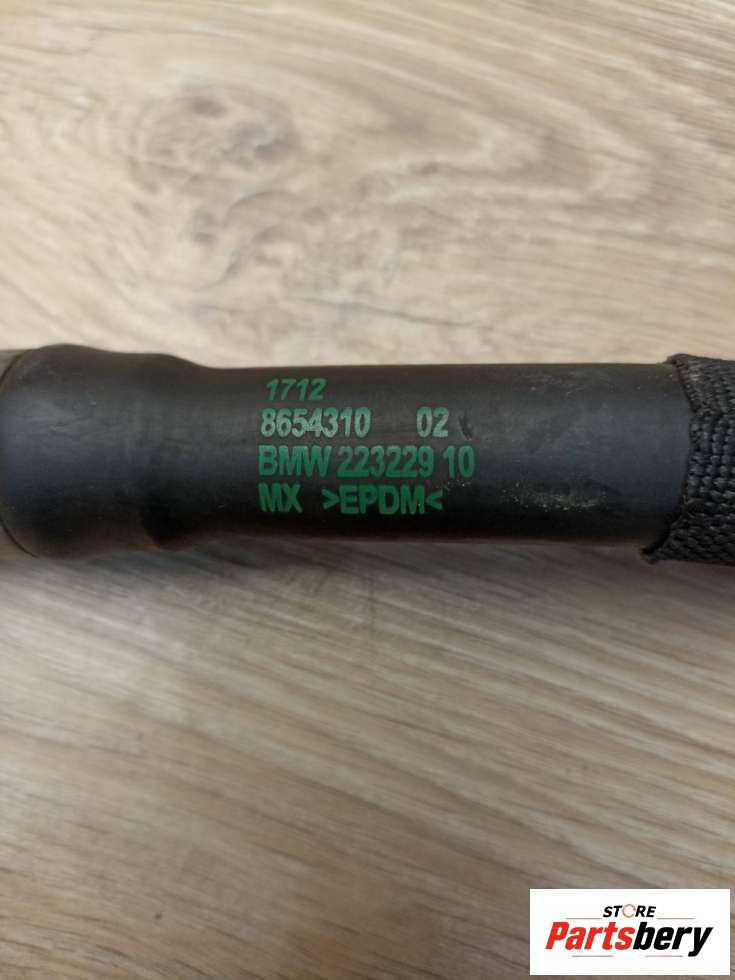 1712
8654310 02
BMW 223229 10
MX >EPDM<
STORE
Partsbery